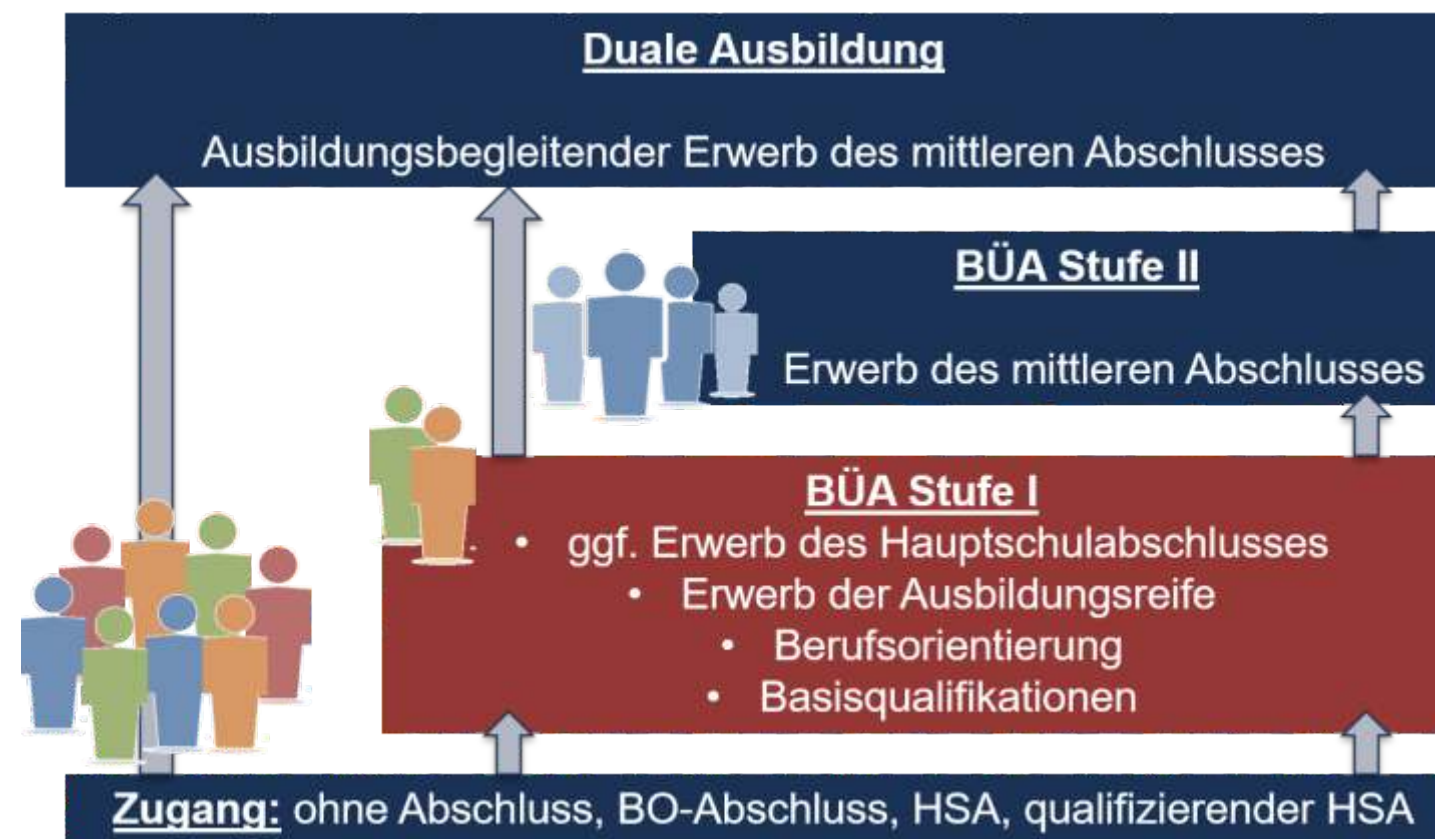 Duale Ausbildung
Ausbildungsbegleitender Erwerb des mittleren Abschlusses
BÜA Stufe II
Erwerb des mittleren Abschlusses
BÜA Stufe I
• ggf. Erwerb des Hauptschulabschlusses
• Erwerb der Ausbildungsreife
• Berufsorientierung
• Basisqualifikationen
Zugang: ohne Abschluss, BO-Abschluss, HSA, qualifizierender HSA